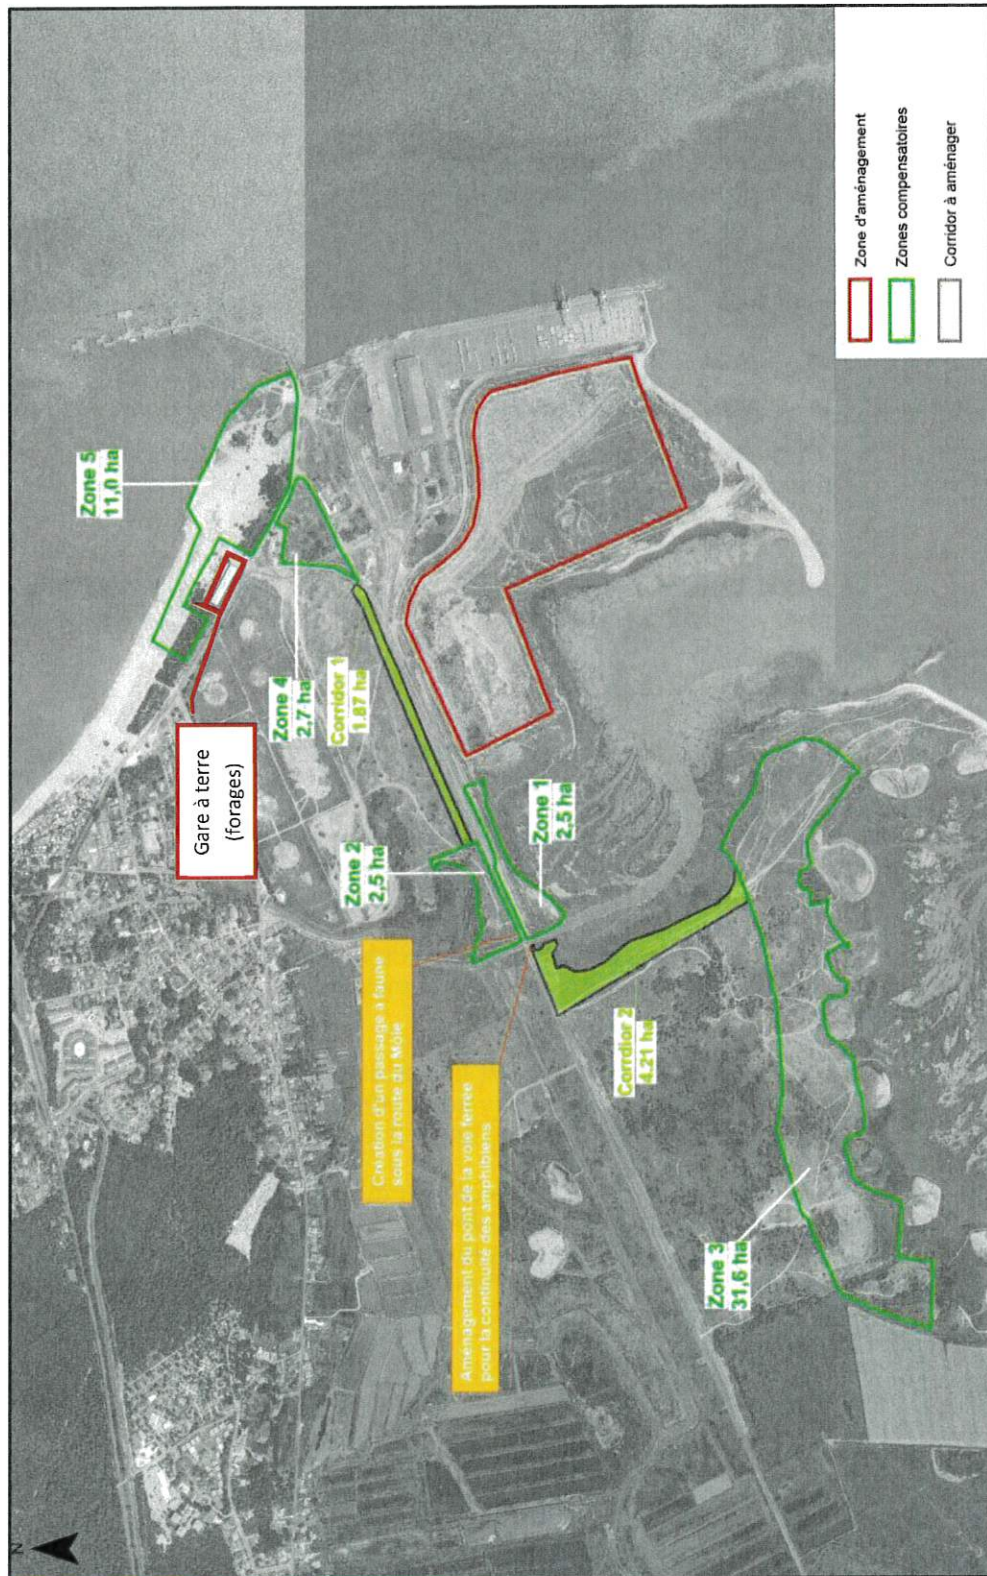 N
Zone 5
11,0 ha
Gare à terre
(forages)
Zone 4
2,7 ha
Corridor 1
1.87 ha
Zone 2
2,5 ha
Zone 1
2,5 ha
Création d'un passage à faune
sous la route du Môle
Aménagement du pont de la voie ferrée
pour la continuité des amphibiens
Corrdior 2
4.21 ha
Zone 3
31,6 ha
Zone d'aménagement
Zones compensatoires
Corridor à aménager